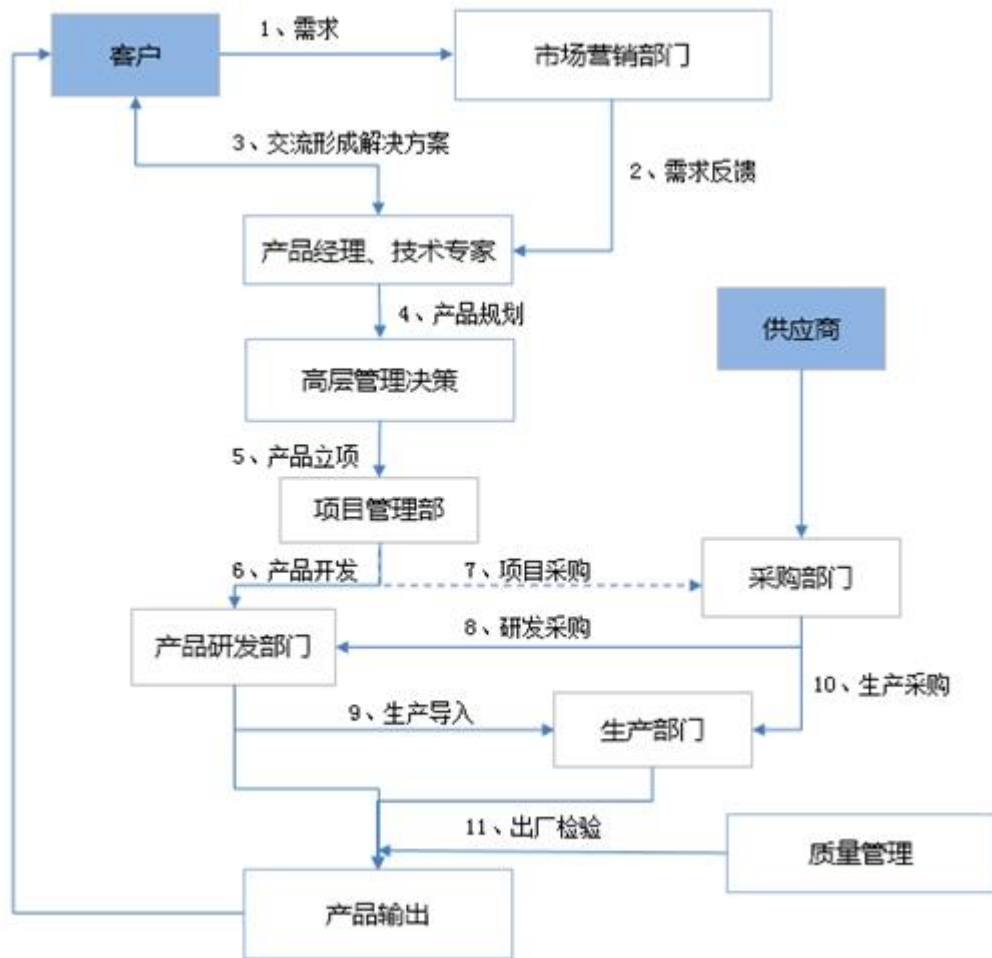 客户
1、需求
市场营销部门
3、交流形成解决方案
2、需求反馈
产品经理、技术专家
4、产品规划
供应商
高层管理决策
5、产品立项
项目管理部
6、产品开发
7、项目采购
采购部门
8、研发采购
产品研发部门
10、生产采购
9、生产导入
生产部门
11、出厂检验
质量管理
产品输出